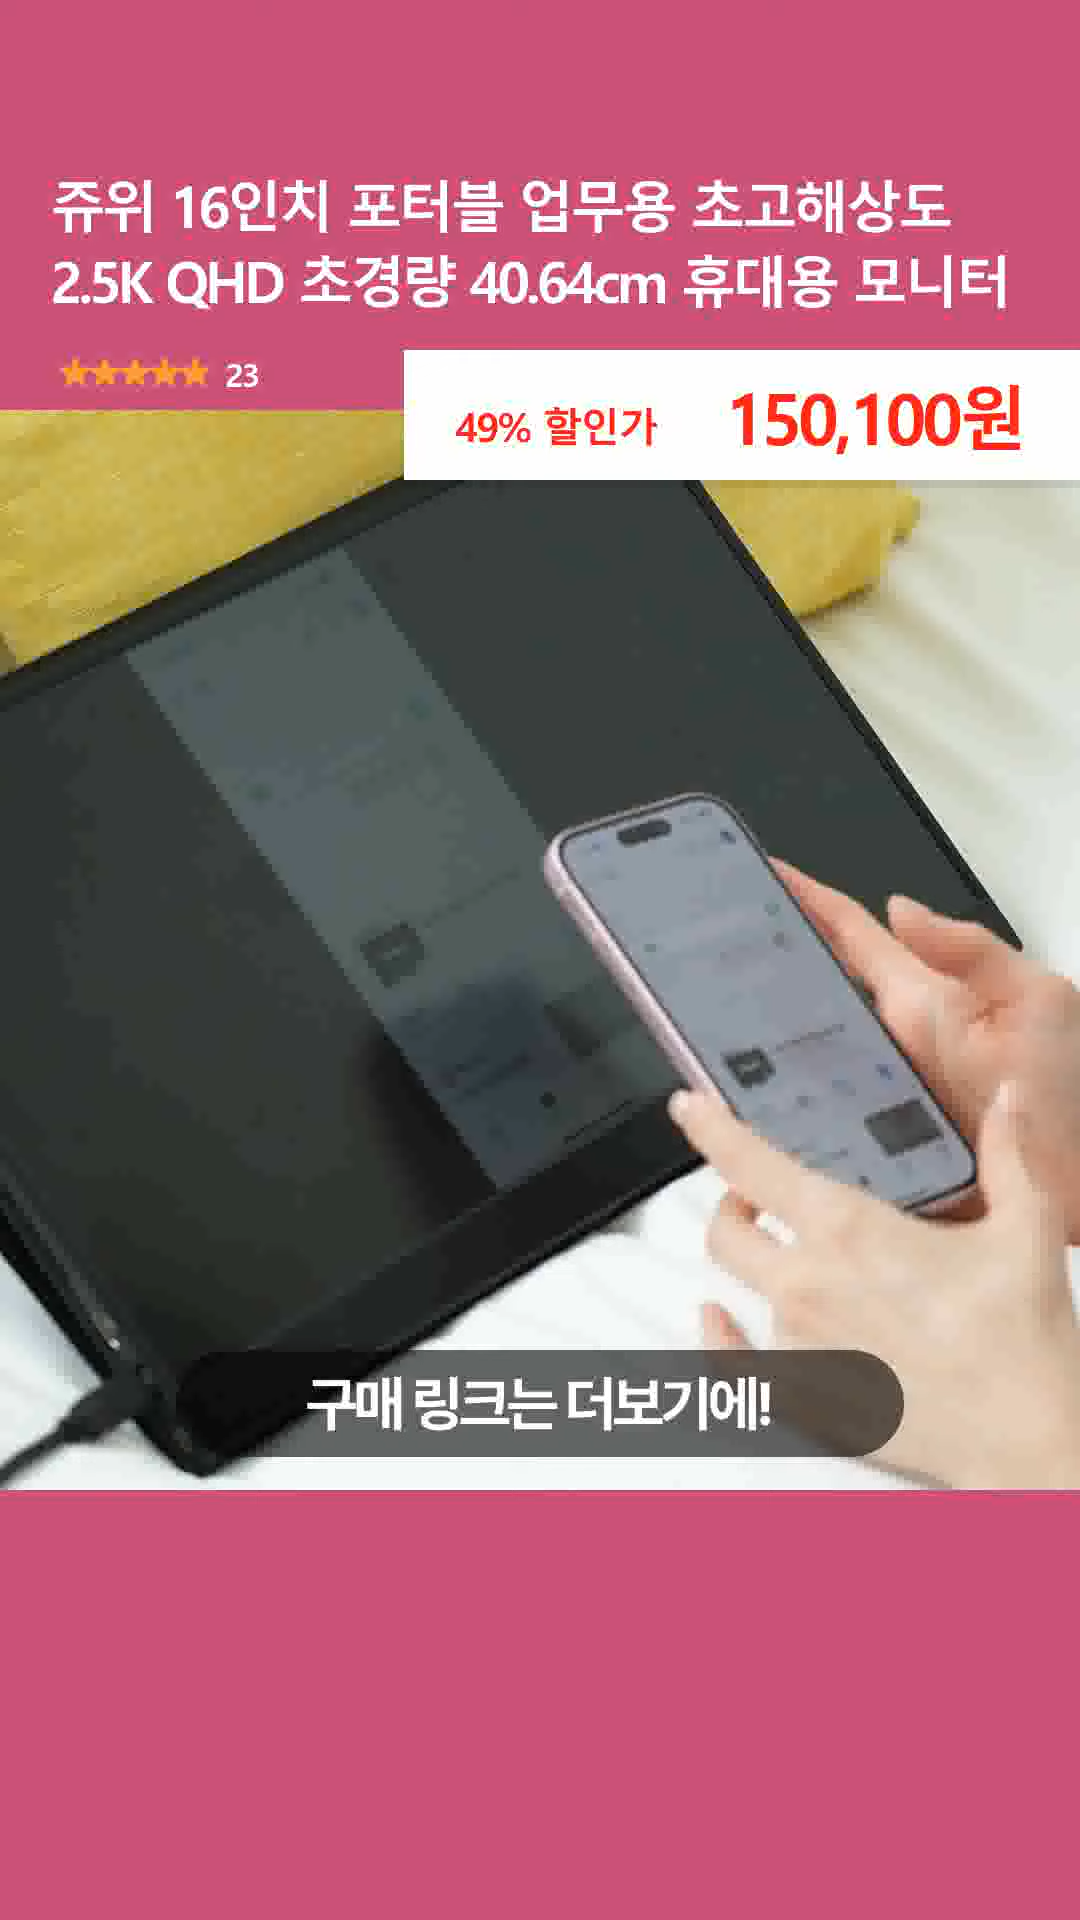 쥬위 16인치 포터블 업무용 초고해상도
2.5K QHD 초경량 40.64cm 휴대용 모니터
23
49% 할인가 150,100원
구매 링크는 더보기에!